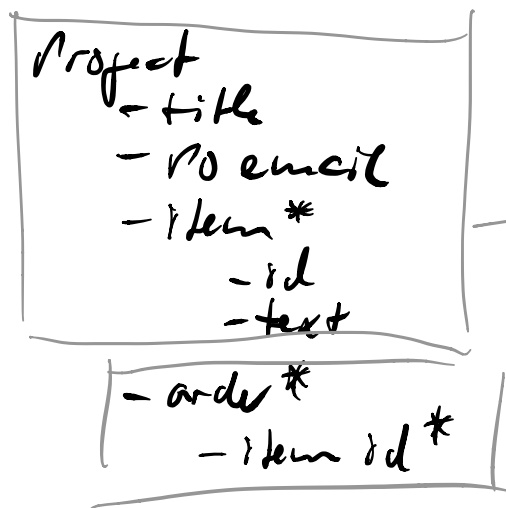 Project
- title
- PO email
- item *
- id
- text
- order *
- item id *